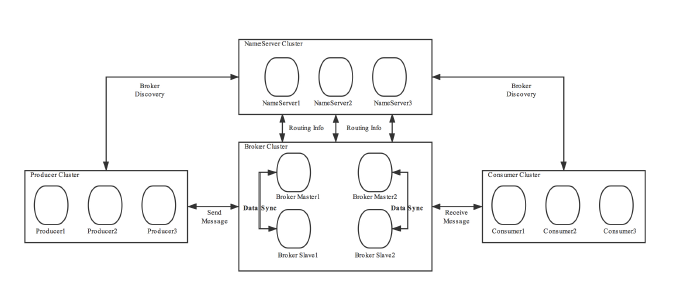 NameServer Cluster
NameServer1
NameServer2
NameServer3
Broker
Discovery
Broker
Discovery
Routing Info
Routing Info
Producer Cluster
Producer1
Producer2
Producer3
Send
Message
Broker Cluster
Broker Master1
Broker Master2
Data Sync
Data Sync
Broker Slave1
Broker Slave2
Receive
Message
Consumer Cluster
Consumer1
Consumer2
Consumer3